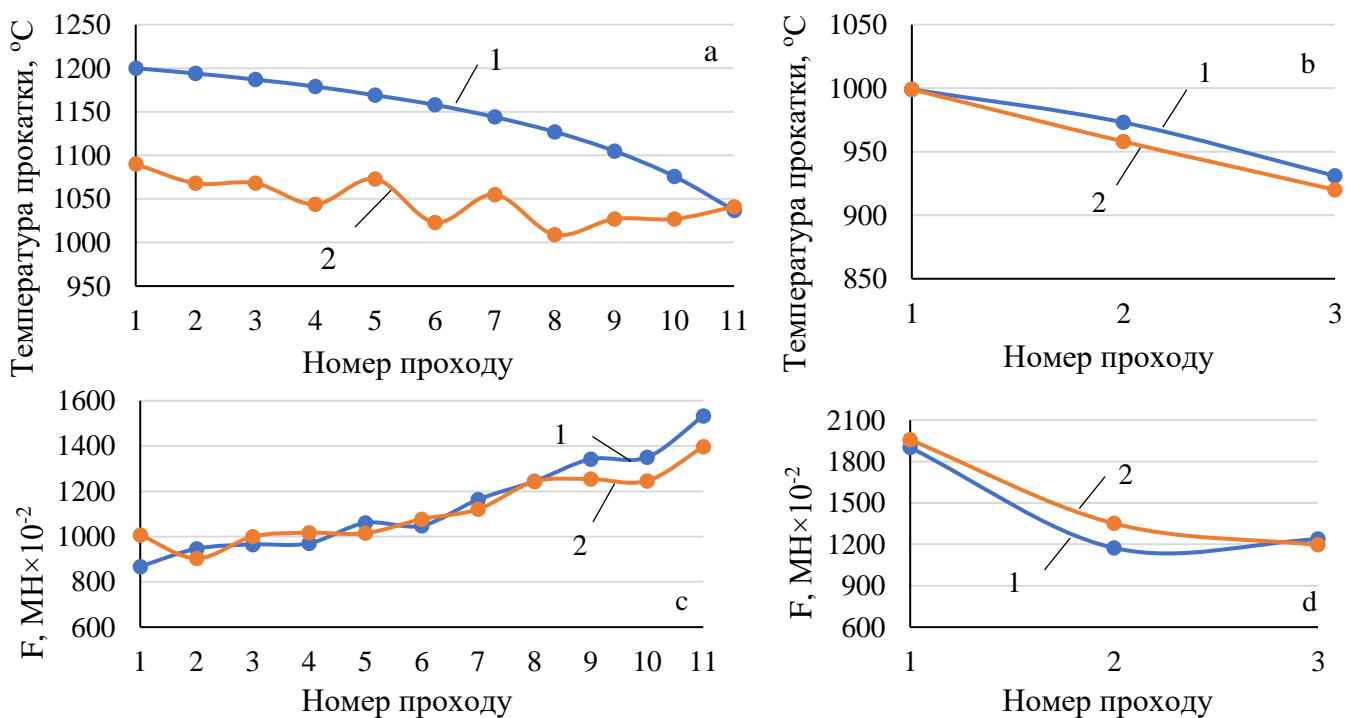 Температура прокатки, ºС
1250
1200
1150
1100
1050
1000
950
1 2 3 4 5 6 7 8 9 10 11
Номер проходу
1
2
a
Температура прокатки, ºС
1050
1000
950
900
850
1 2 3
Номер проходу
1
2
b
F, МН×10⁻²
1600
1400
1200
1000
800
600
1 2 3 4 5 6 7 8 9 10 11
Номер проходу
1
2
c
F, МН×10⁻²
2100
1800
1500
1200
900
600
1 2 3
Номер проходу
2
1
d